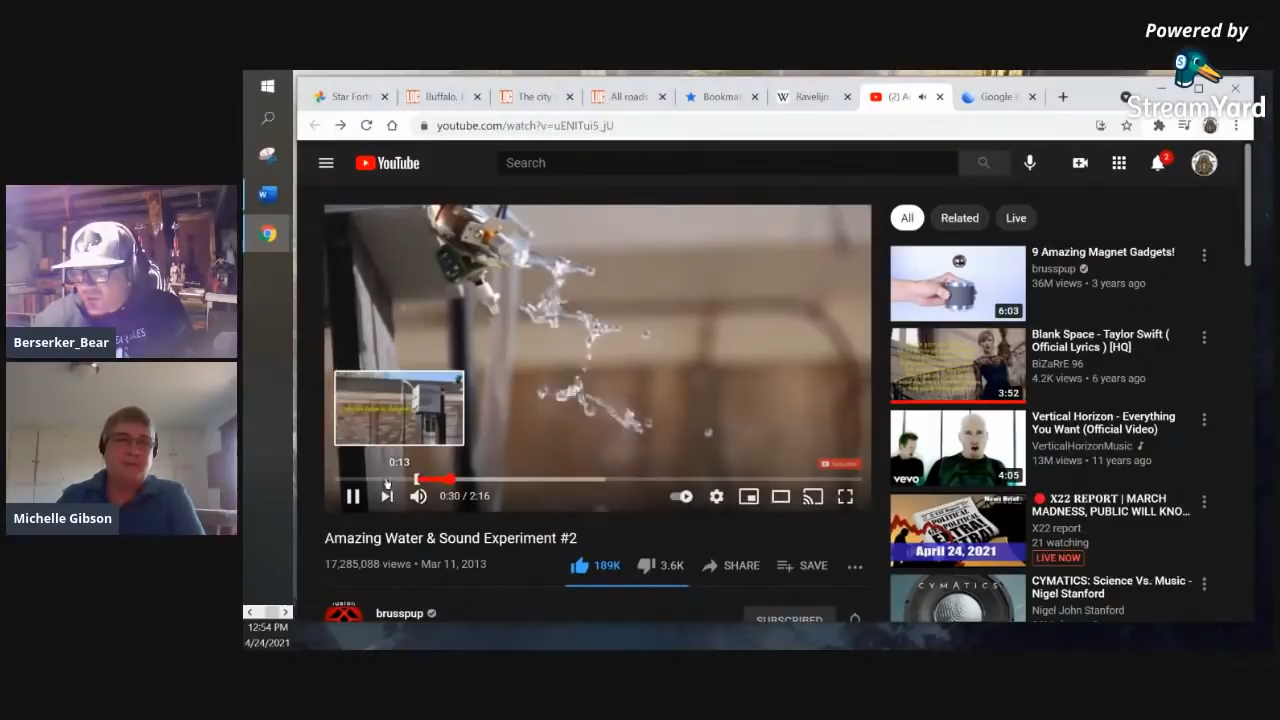 Powered by
StreamYard
Star Fort
Buffalo,
The city
All roads
Bookma
Ravelijn
(2) A
Google
youtube.com/watch?v=uENITui5_jU
YouTube
Search
2
All
Related
Live
9 Amazing Magnet Gadgets!
brusspup
36M views • 3 years ago
6:03
Blank Space - Taylor Swift (
Official Lyrics ) [HQ]
BiZaRrE 96
4.2K views • 6 years ago
3:52
Vertical Horizon - Everything
You Want (Official Video)
VerticalHorizonMusic
13M views • 11 years ago
vevo
4:05
X22 REPORT | MARCH
MADNESS, PUBLIC WILL KNO...
X22 report
21 watching
LIVE NOW
News Brief
April 24, 2021
CYMATICS: Science Vs. Music -
Nigel Stanford
Nigel John Stanford
CYMATICS
Berserker_Bear
Michelle Gibson
0:13
0:30 / 2:16
Subscribe
Amazing Water & Sound Experiment #2
17,285,088 views • Mar 11, 2013
189K
3.6K
SHARE
SAVE
brusspup
SUBSCRIBED
12:54 PM
4/24/2021